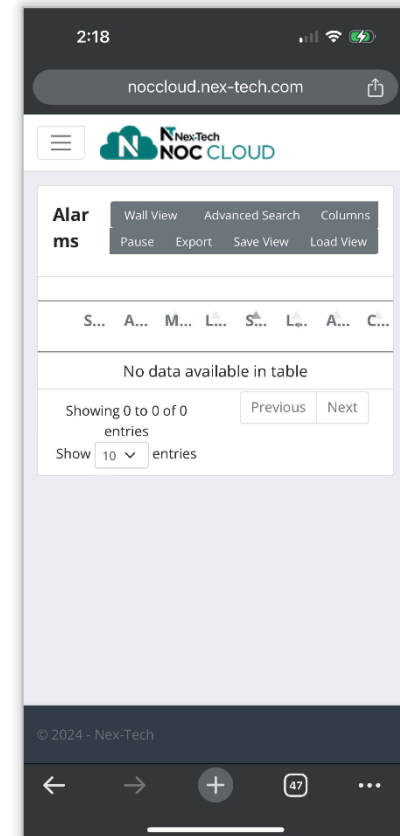 2:18
noccloud.nex-tech.com
N NexTech
N NOC CLOUD
Alar
ms
Wall View Advanced Search Columns
Pause Export Save View Load View
S... A... M... L... S... L... A... C...
No data available in table
Showing 0 to 0 of 0
entries
Previous Next
Show 10 entries
© 2024 - Nex-Tech
47